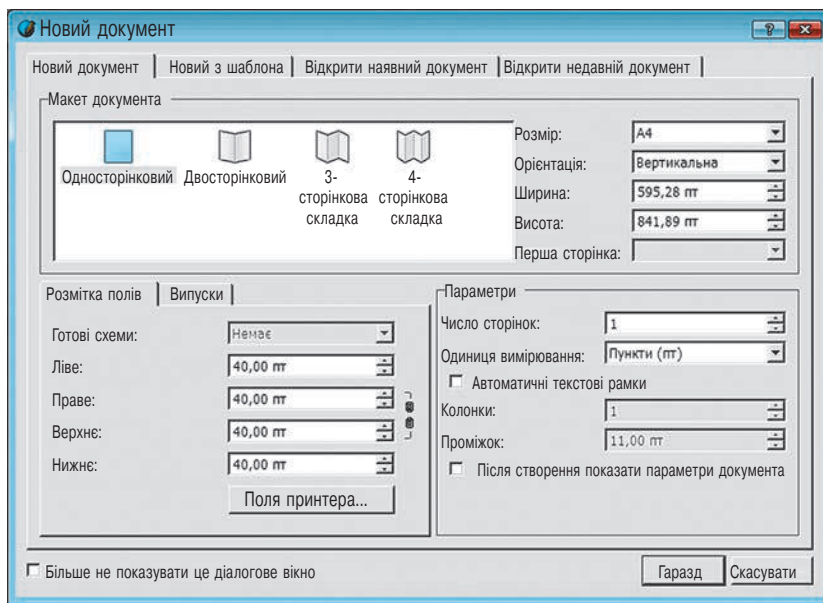 Новий документ
Новий документ
Новий з шаблона
Відкрити наявний документ
Відкрити недавній документ
Макет документа
Односторінковий
Двосторінковий
3-
сторінкова
складка
4-
сторінкова
складка
Розмір:
A4
Орієнтація:
Вертикальна
Ширина:
595,28 пт
Висота:
841,89 пт
Перша сторінка:
Розмітка полів
Випуски
Готові схеми:
Немає
Ліве:
40,00 пт
Праве:
40,00 пт
Верхнє:
40,00 пт
Нижнє:
40,00 пт
Поля принтера...
Параметри
Число сторінок:
1
Одиниця вимірювання:
Пункти (пт)
Автоматичні текстові рамки
Колонки:
1
Проміжок:
11,00 пт
Після створення показати параметри документа
Більше не показувати це діалогове вікно
Гаразд
Скасувати